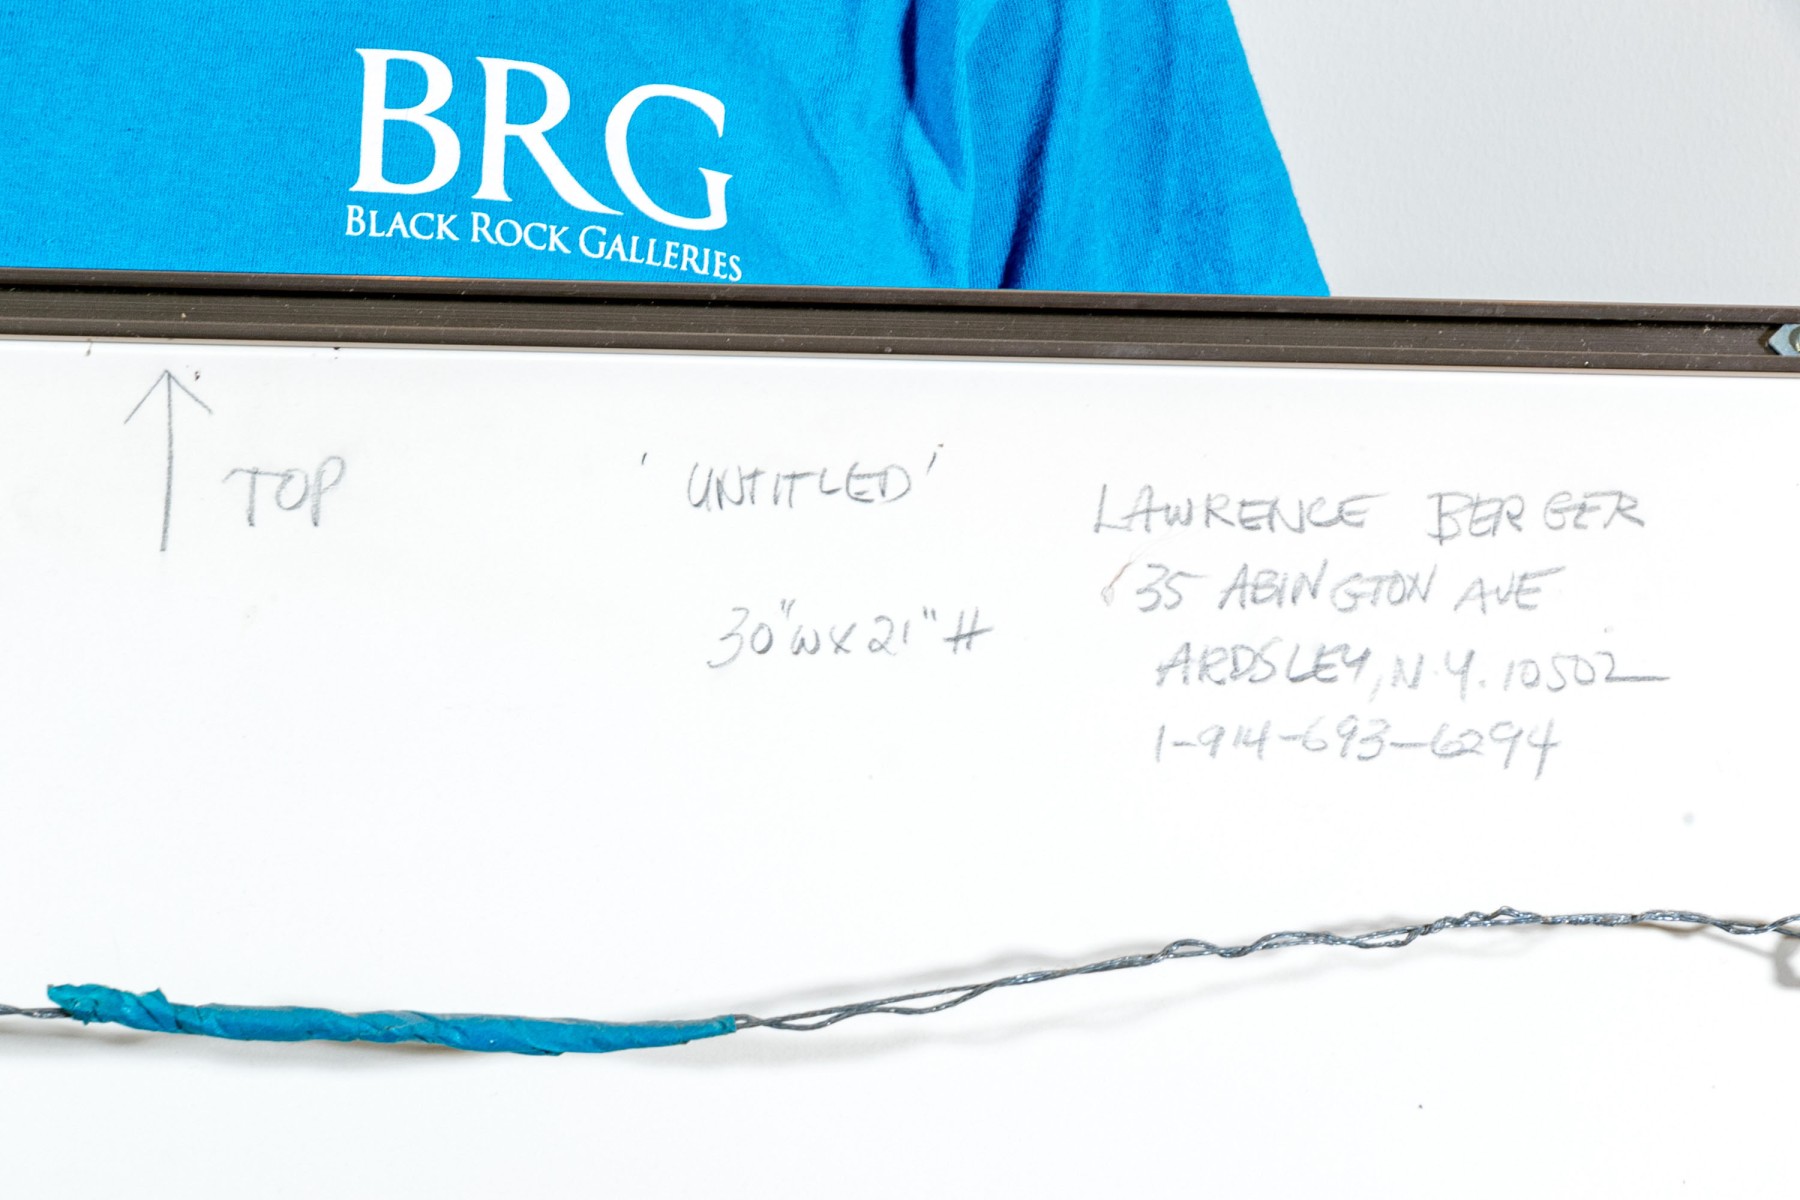 BRG
BLACK ROCK GALLERIES
TOP
'UNTITLED'
30"W X 21" H
LAWRENCE BERGER
35 ABINGTON AVE
ARDSLEY, N.Y. 10502
1-914-693-6294